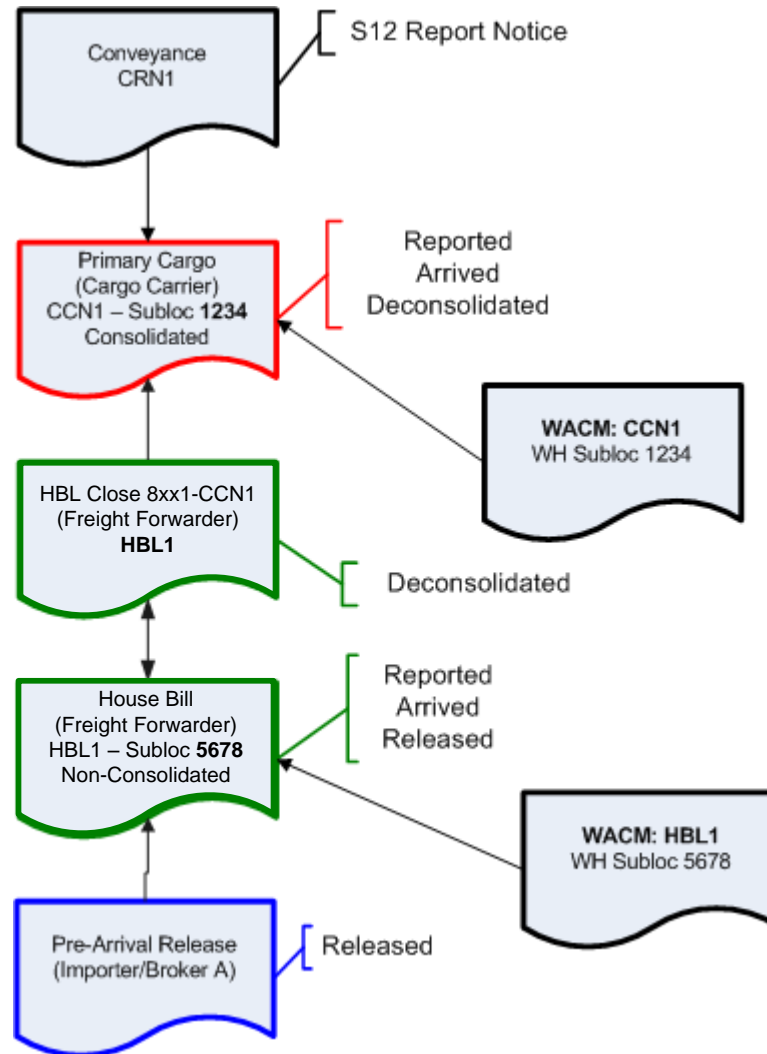 Conveyance
CRN1
S12 Report Notice
Primary Cargo
(Cargo Carrier)
CCN1 – Subloc 1234
Consolidated
Reported
Arrived
Deconsolidated
WACM: CCN1
WH Subloc 1234
HBL Close 8xx1-CCN1
(Freight Forwarder)
HBL1
Deconsolidated
House Bill
(Freight Forwarder)
HBL1 – Subloc 5678
Non-Consolidated
Reported
Arrived
Released
WACM: HBL1
WH Subloc 5678
Pre-Arrival Release
(Importer/Broker A)
Released